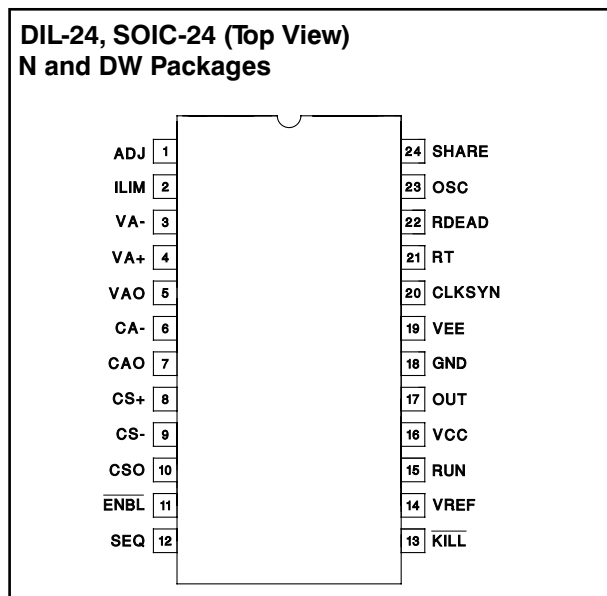 DIL-24, SOIC-24 (Top View)
N and DW Packages
ADJ 1 24 SHARE
ILIM 2 23 OSC
VA- 3 22 RDEAD
VA+ 4 21 RT
VAO 5 20 CLKSYN
CA- 6 19 VEE
CAO 7 18 GND
CS+ 8 17 OUT
CS- 9 16 VCC
CSO 10 15 RUN
E̅N̅B̅L̅ 11 14 VREF
SEQ 12 13 K̅I̅L̅L̅